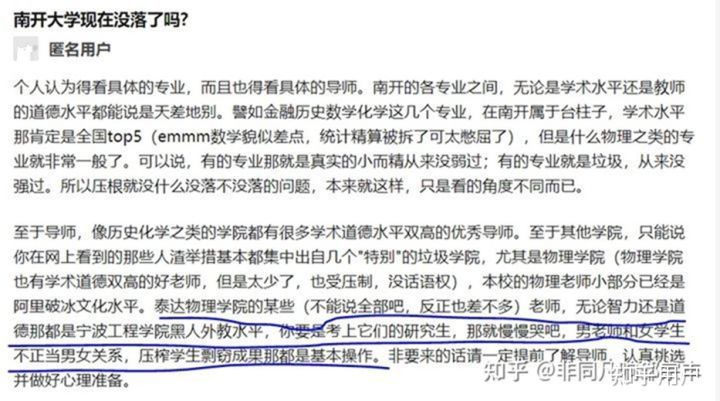 南开大学现在没落了吗?
匿名用户
个人认为得看具体的专业，而且也得看具体的导师。南开的各专业之间，无论是学术水平还是教师
的道德水平都能说是天差地别。譬如金融历史数学化学这几个专业，在南开属于台柱子，学术水平
那肯定是全国top5（emmm数学貌似差点，统计精算被拆了可太憋屈了），但是什么物理之类的专
业就非常一般了。可以说，有的专业那就是真实的小而精从来没弱过；有的专业就是垃圾，从来没
强过。所以压根就没什么没落不没落的问题，本来就这样，只是看的角度不同而已。
至于导师，像历史化学之类的学院都有很多学术道德水平双高的优秀导师。至于其他学院，只能说
你在网上看到的那些人渣举措基本都集中出自几个"特别"的垃圾学院，尤其是物理学院（物理学院
也有学术道德双高的好老师，但是太少了，也受压制，没话语权），本校的物理老师小部分已经是
阿里破冰文化水平。泰达物理学院的某些（不能说全部吧，反正也差不多）老师，无论智力还是道
德那都是宁波工程学院黑人外教水平，你要是考上它们的研究生，那就慢慢哭吧，男老师和女学生
不正当男女关系，压榨学生剽窃成果那都是基本操作。非要来的话请一定提前了解导师，认真挑选
并做好心理准备。
知乎 @非同凡
知乎用户